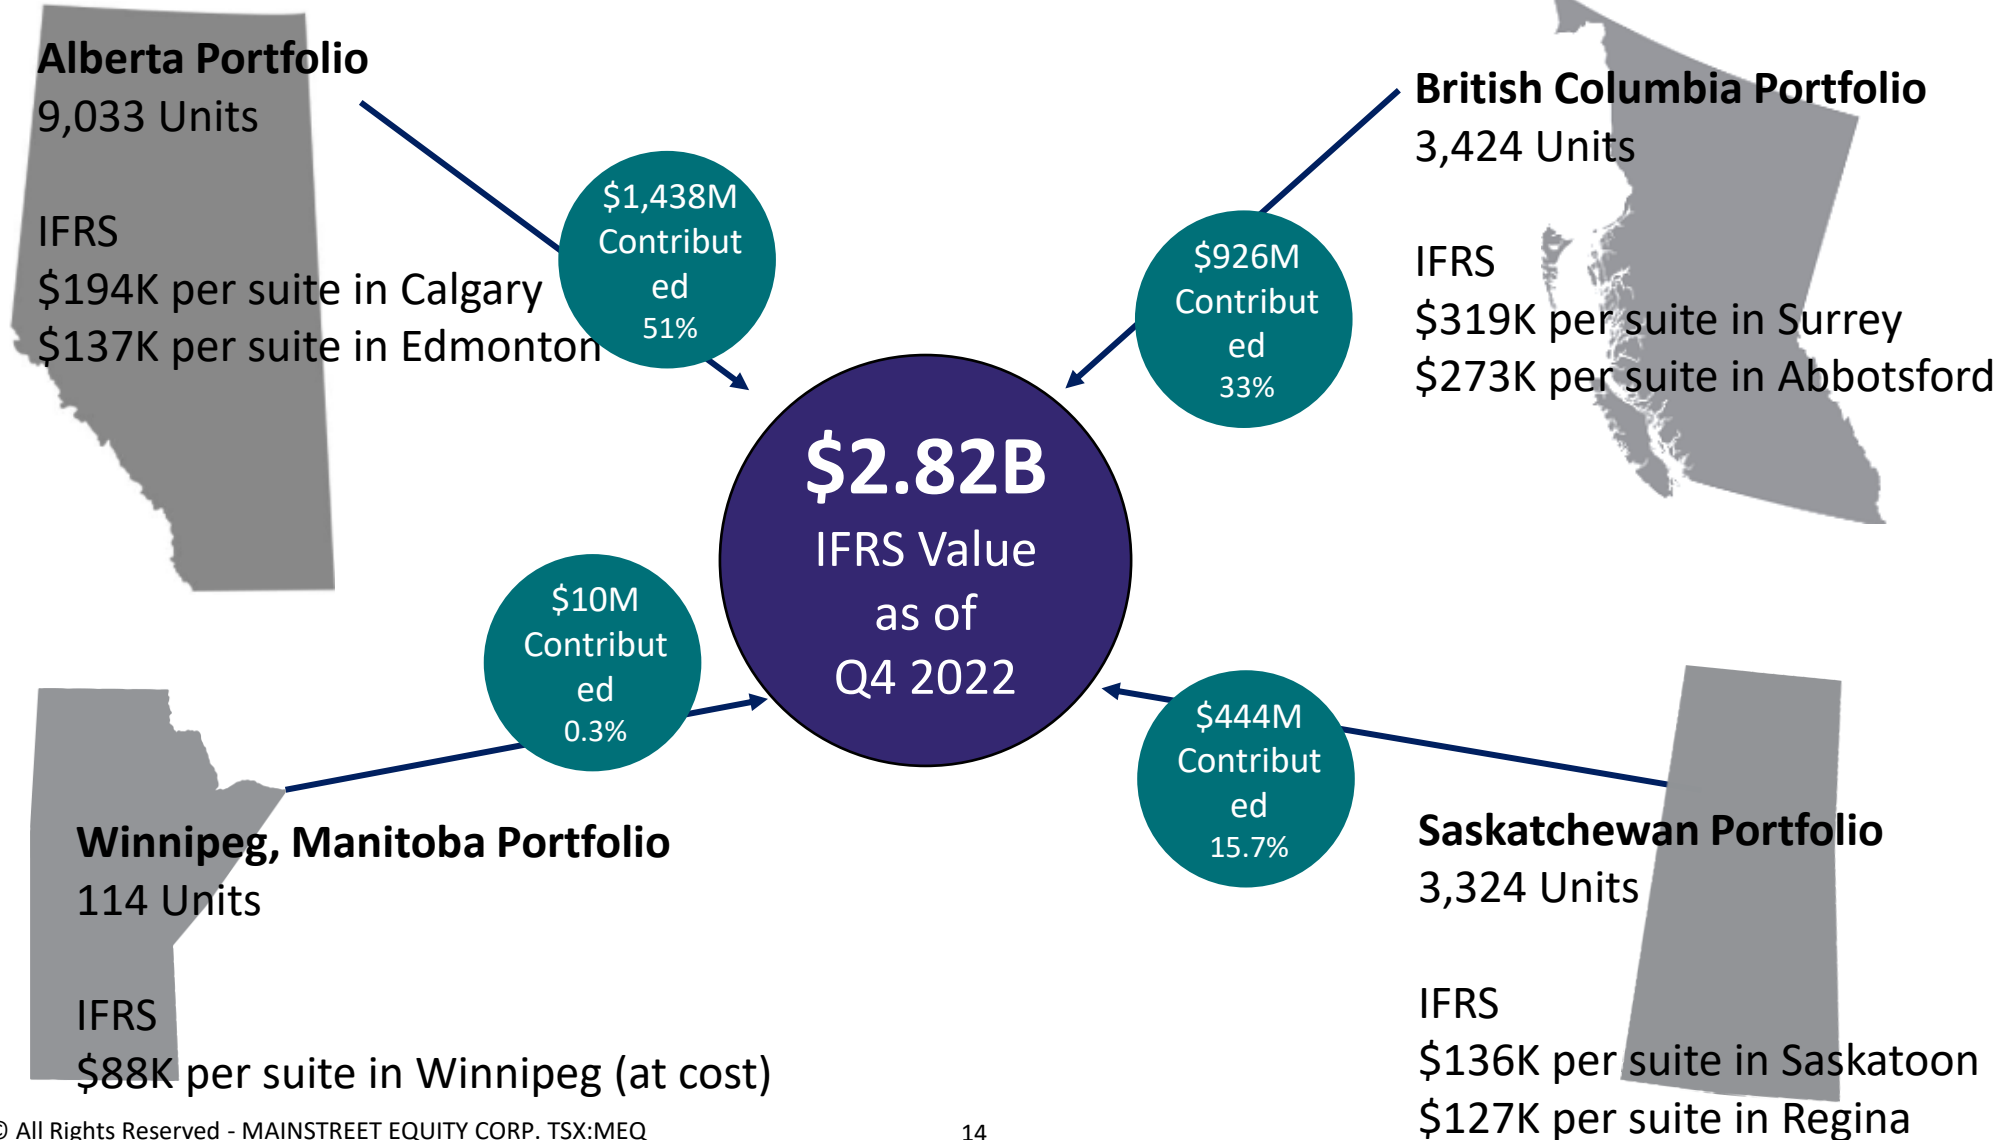 Alberta Portfolio
9,033 Units
IFRS
$194K per suite in Calgary
$137K per suite in Edmonton
$1,438M
Contribut
ed
51%
British Columbia Portfolio
3,424 Units
IFRS
$319K per suite in Surrey
$273K per suite in Abbotsford
$926M
Contribut
ed
33%
$2.82B
IFRS Value
as of
Q4 2022
$10M
Contribut
ed
0.3%
Winnipeg, Manitoba Portfolio
114 Units
IFRS
$88K per suite in Winnipeg (at cost)
$444M
Contribut
ed
15.7%
Saskatchewan Portfolio
3,324 Units
IFRS
$136K per suite in Saskatoon
$127K per suite in Regina
© All Rights Reserved - MAINSTREET EQUITY CORP. TSX:MEQ
14